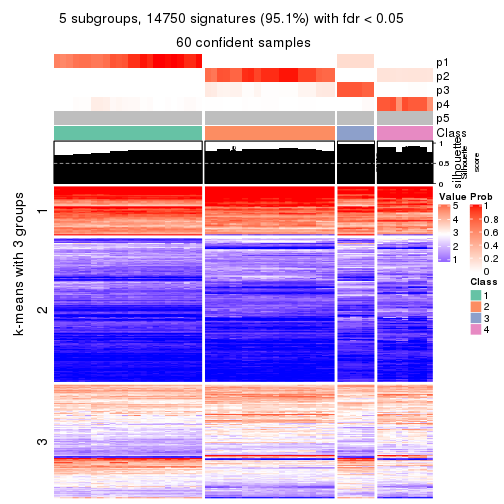 5 subgroups, 14750 signatures (95.1%) with fdr < 0.05
60 confident samples
p1
p2
p3
p4
p5
Class
1
0.5
0
silhouette
Silhouette
score
k-means with 3 groups
1
2
3
Value
5
4
3
2
1
Prob
1
0.8
0.6
0.4
0.2
0
Class
1
2
3
4